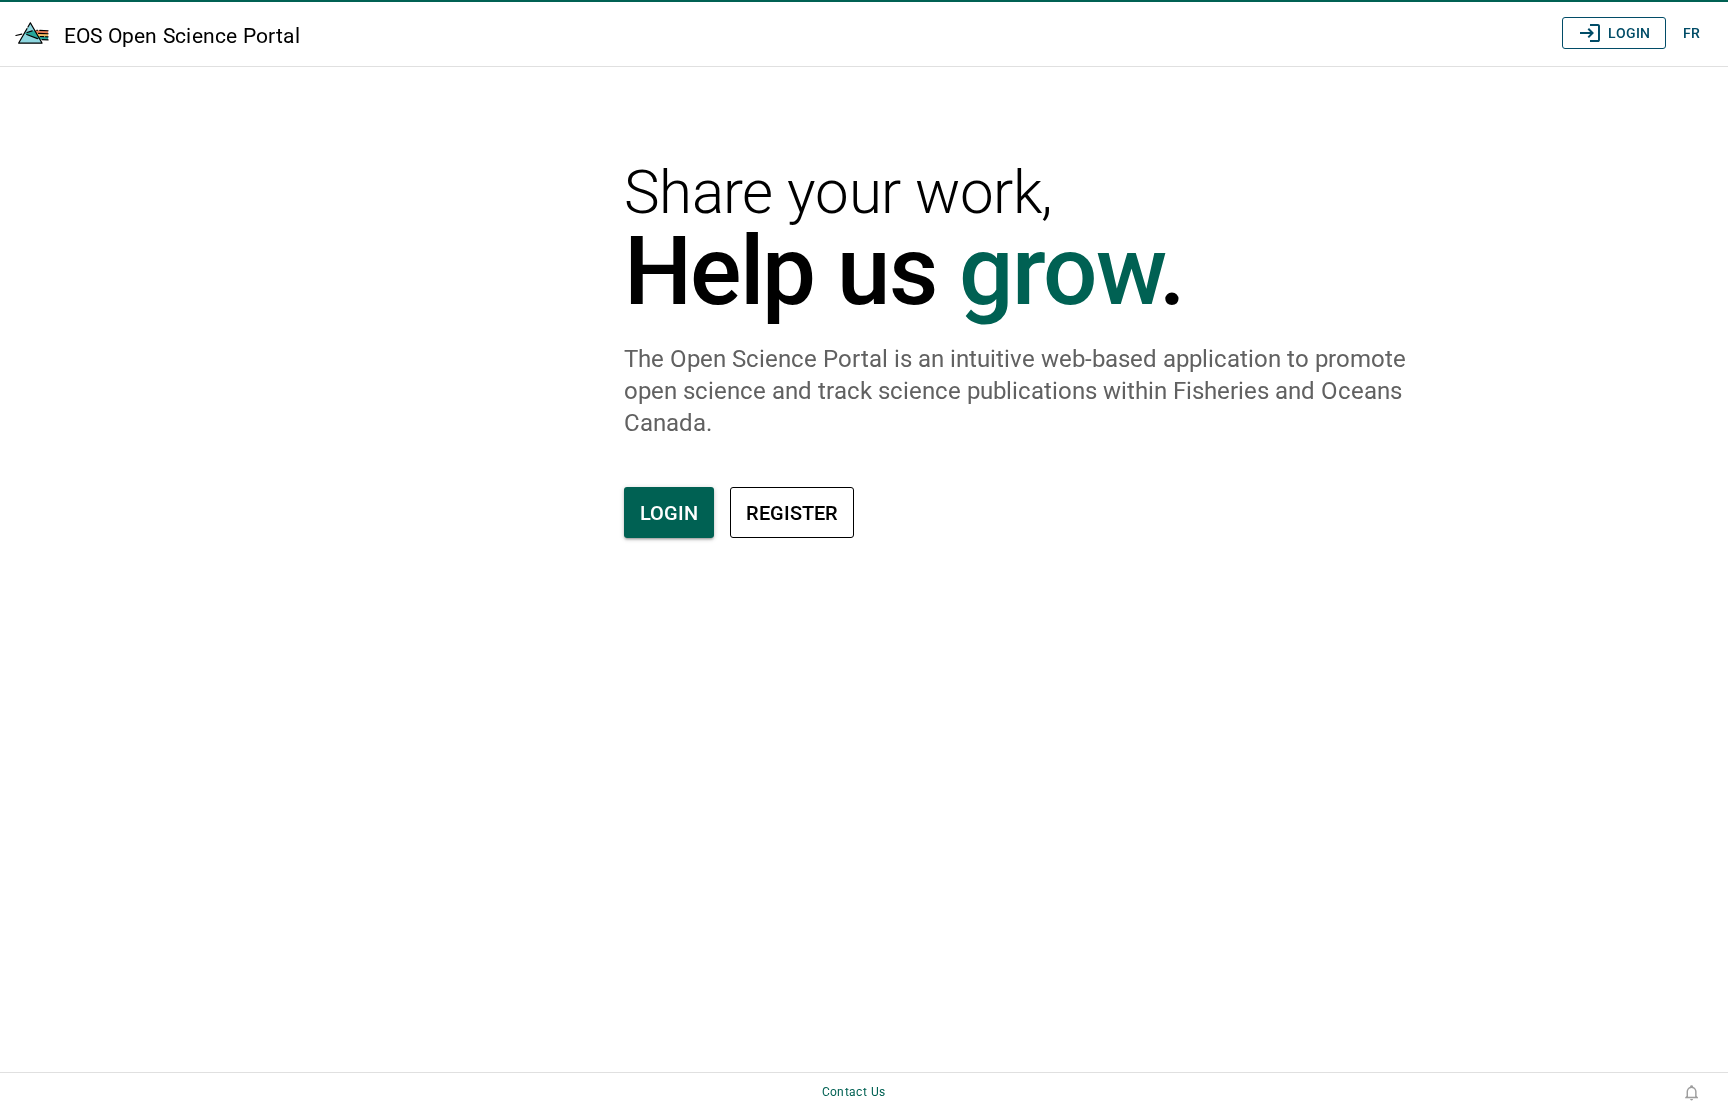 EOS Open Science Portal
LOGIN
FR
Share your work,
Help us grow.
The Open Science Portal is an intuitive web-based application to promote
open science and track science publications within Fisheries and Oceans
Canada.
LOGIN
REGISTER
Contact Us